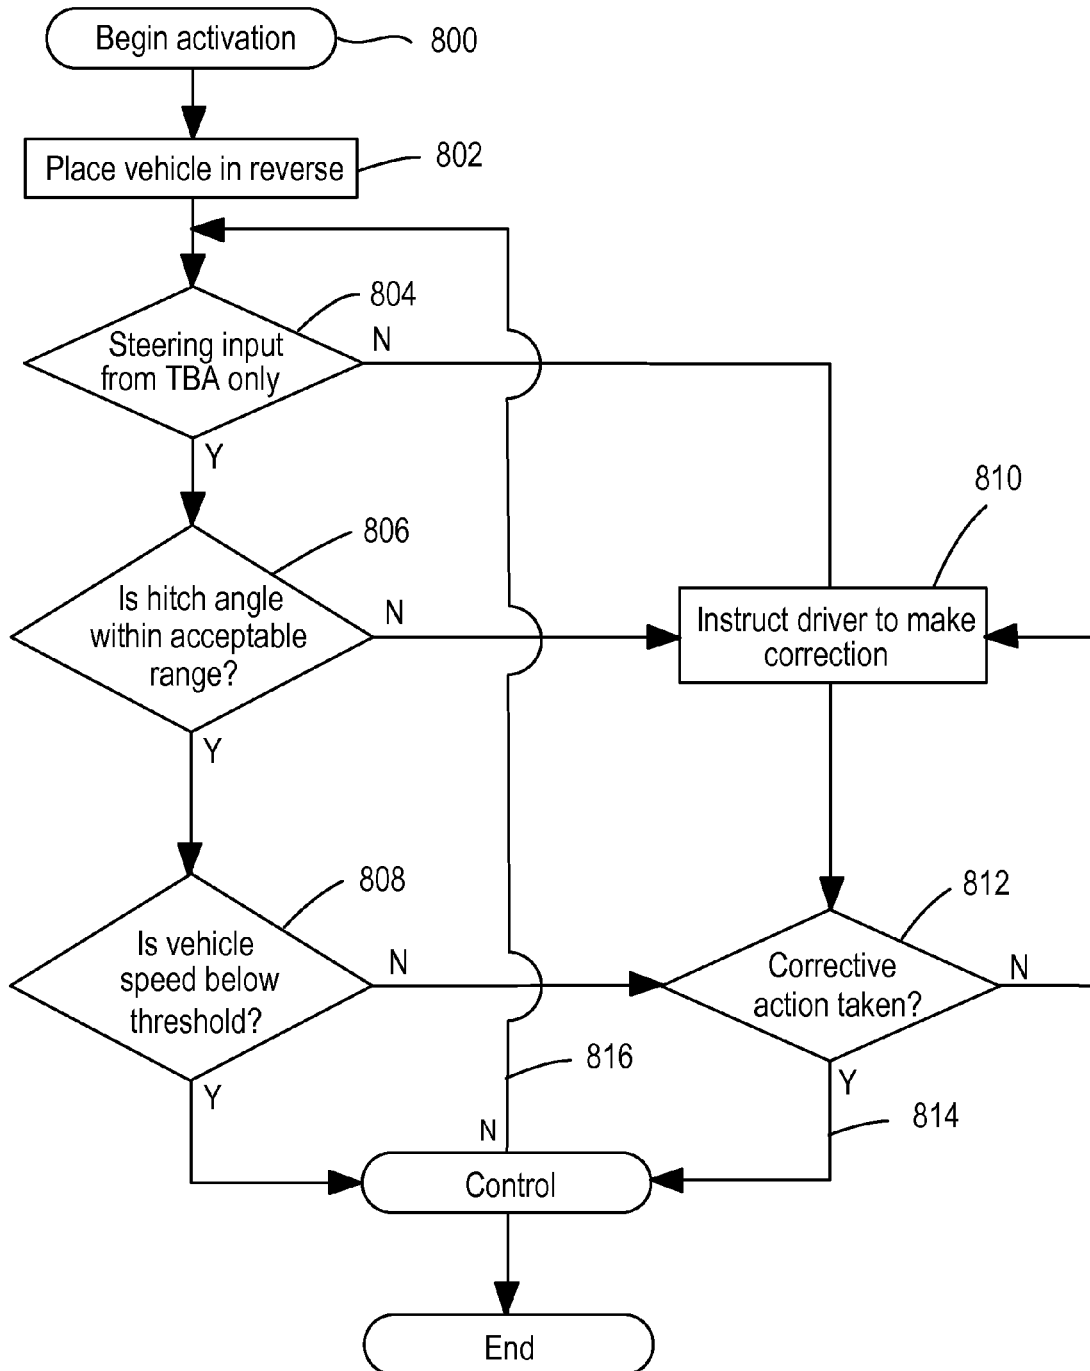 Begin activation
800
Place vehicle in reverse
802
804
Steering input
from TBA only
N
Y
806
Is hitch angle
within acceptable
range?
N
Y
810
Instruct driver to make
correction
808
Is vehicle
speed below
threshold?
N
Y
812
Corrective
action taken?
N
Y
814
816
N
Control
End